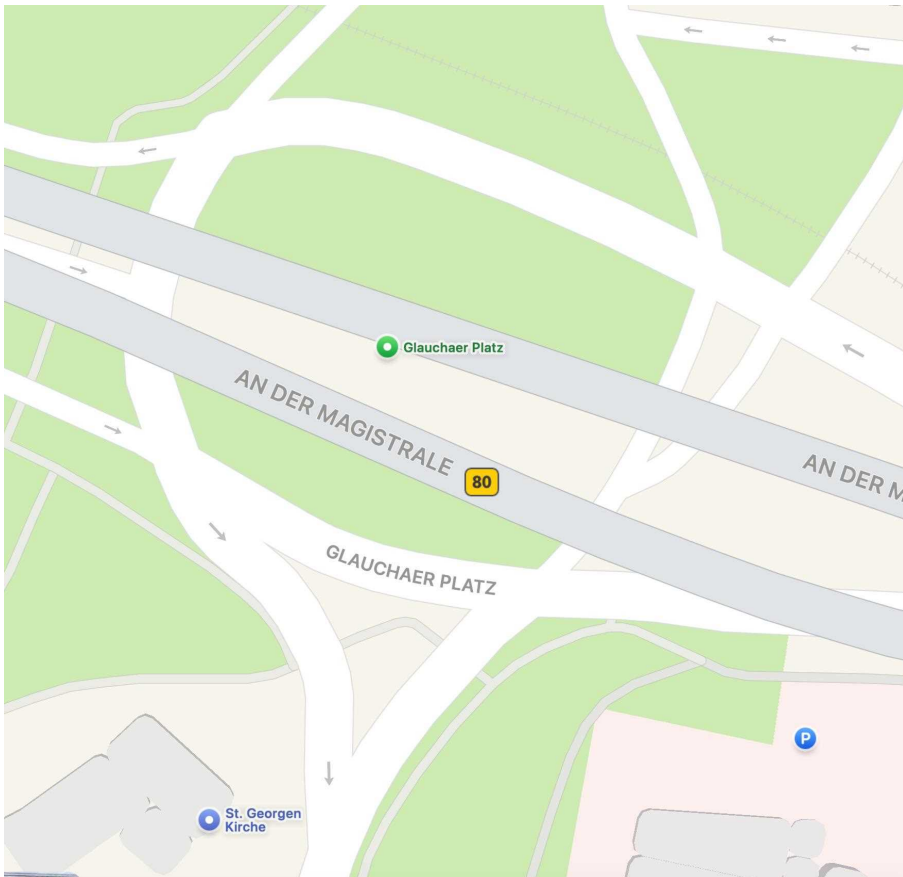 Glauchaer Platz
AN DER MAGISTRALE
80
AN DER M
GLAUCHAER PLATZ
P
St. Georgen
Kirche